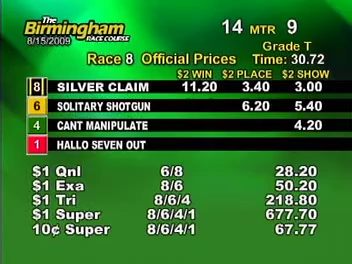 The
Birmingham
RACE COURSE
8/15/2009
14 MTR 9
Grade T
Race 8 Official Prices Time: 30.72
$2 WIN $2 PLACE $2 SHOW
8 SILVER CLAIM 11.20 3.40 3.00
6 SOLITARY SHOTGUN 6.20 5.40
4 CANT MANIPULATE 4.20
1 HALLO SEVEN OUT
$1 Qnl 6/8 28.20
$1 Exa 8/6 50.20
$1 Tri 8/6/4 218.80
$1 Super 8/6/4/1 677.70
10¢ Super 8/6/4/1 67.77